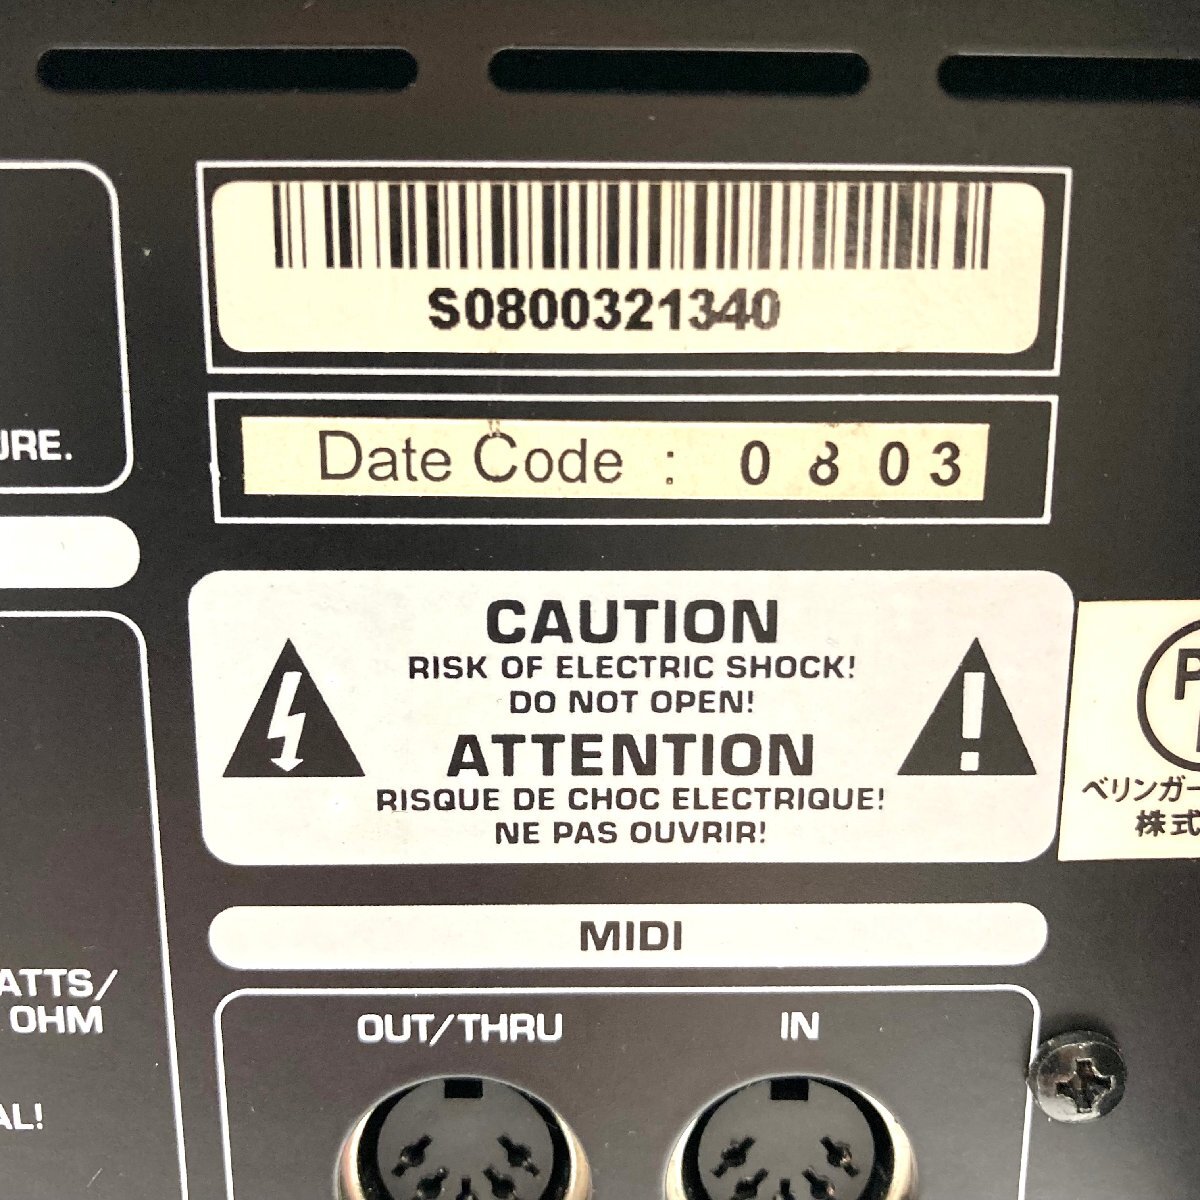 URE.
S0800321340
Date Code : 0803
CAUTION
RISK OF ELECTRIC SHOCK!
DO NOT OPEN!
ATTENTION
RISQUE DE CHOC ELECTRIQUE!
NE PAS OUVRIR!
P
ベリンガー
株式
MIDI
ATTS/
OHM
OUT/THRU
IN
AL!